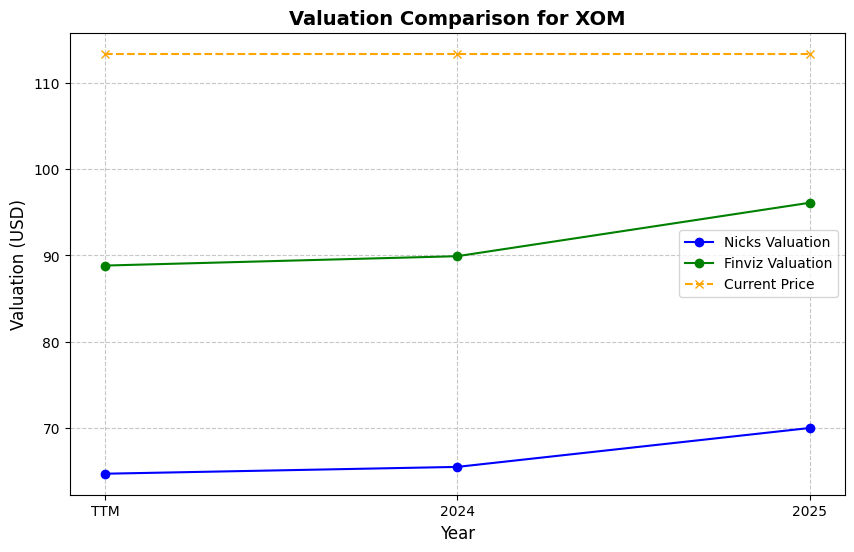 Valuation Comparison for XOM
Valuation (USD)
110
100
90
80
70
Nicks Valuation
Finviz Valuation
Current Price
TTM
2024
2025
Year